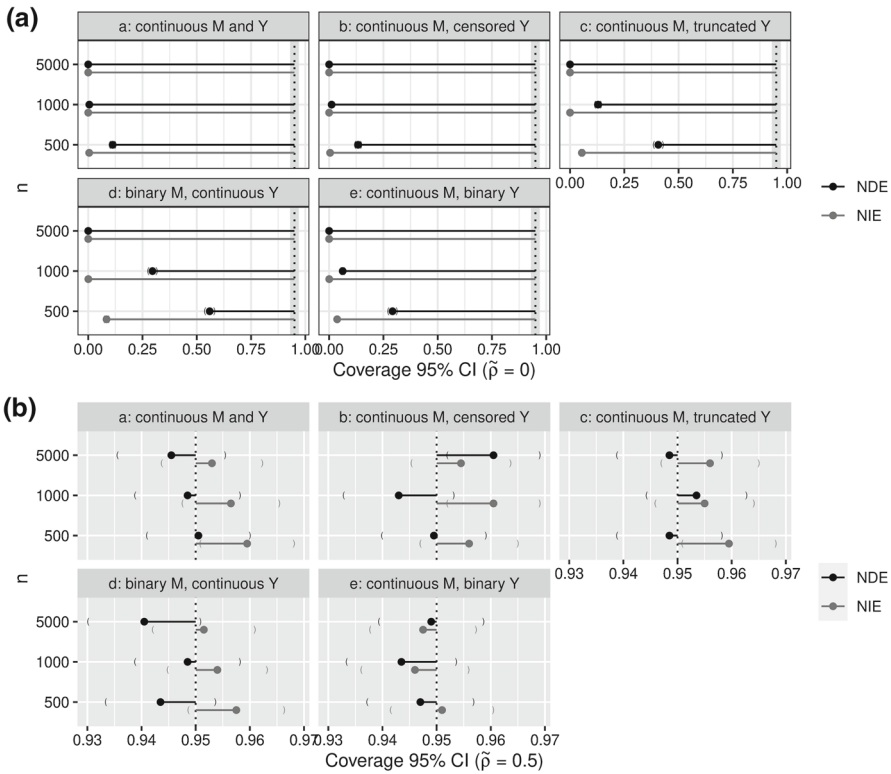 (a)
a: continuous M and Y
b: continuous M, censored Y
c: continuous M, truncated Y
5000
1000
500
0.00 0.25 0.50 0.75 1.00
n
d: binary M, continuous Y
e: continuous M, binary Y
NDE
NIE
5000
1000
500
0.00 0.25 0.50 0.75 1.00
0.00 0.25 0.50 0.75 1.00
Coverage 95% CI (ρ̃ = 0)
(b)
a: continuous M and Y
b: continuous M, censored Y
c: continuous M, truncated Y
5000
1000
500
0.93 0.94 0.95 0.96 0.97
n
d: binary M, continuous Y
e: continuous M, binary Y
NDE
NIE
5000
1000
500
0.93 0.94 0.95 0.96 0.97
0.93 0.94 0.95 0.96 0.97
Coverage 95% CI (ρ̃ = 0.5)